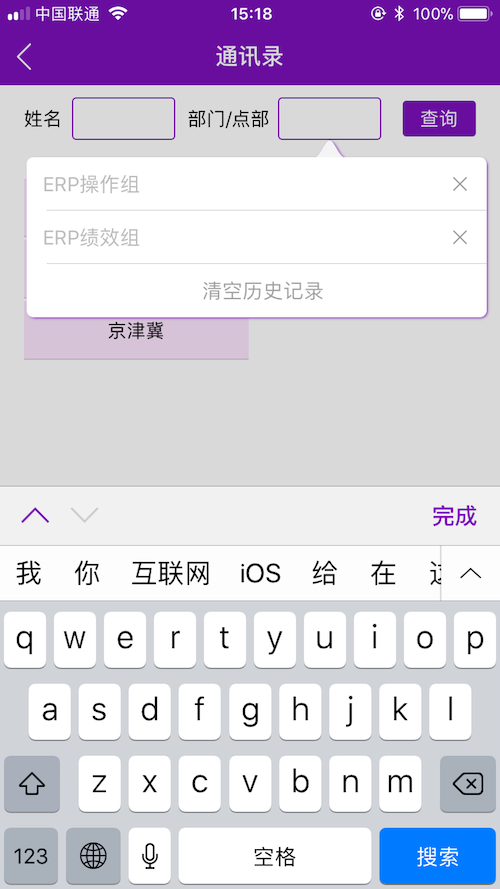 中国联通 15:18 100%
通讯录
姓名 部门/点部 查询
ERP操作组
ERP绩效组
清空历史记录
京津冀
完成
我 你 互联网 iOS 给 在
q w e r t y u i o p
a s d f g h j k l
z x c v b n m
123 空格 搜索